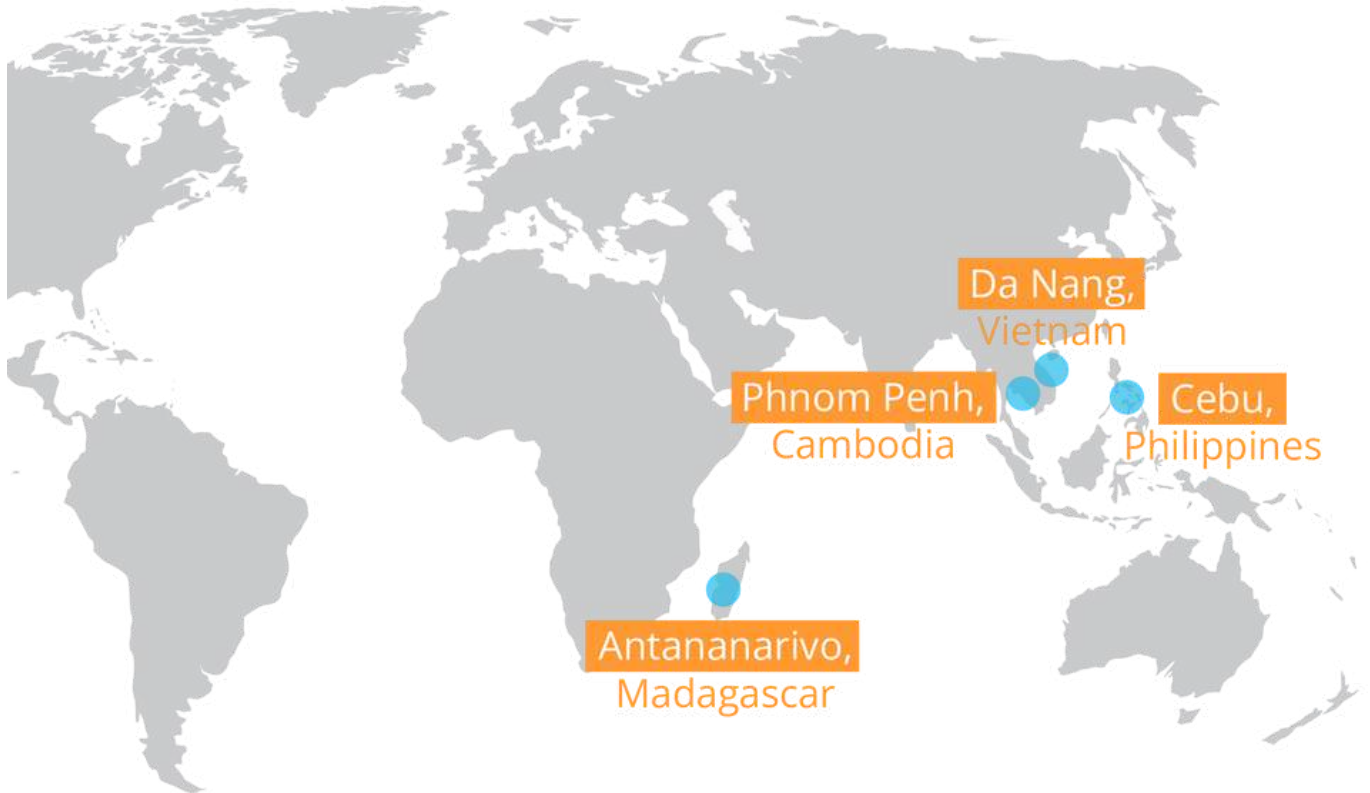 Da Nang,
Vietnam
Phnom Penh,
Cambodia
Cebu,
Philippines
Antananarivo,
Madagascar